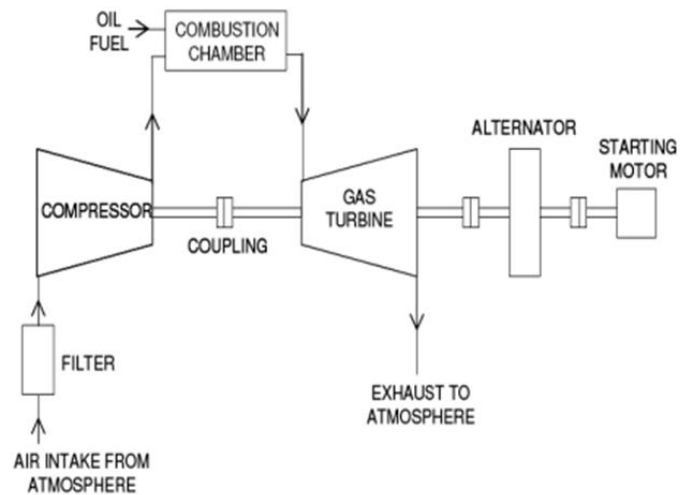 OIL
FUEL
COMBUSTION
CHAMBER
ALTERNATOR
STARTING
MOTOR
COMPRESSOR
GAS
TURBINE
COUPLING
FILTER
EXHAUST TO
ATMOSPHERE
AIR INTAKE FROM
ATMOSPHERE